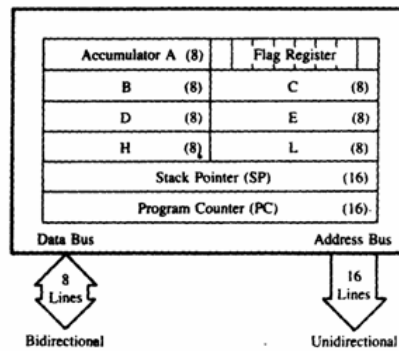 Accumulator A (8) Flag Register
B (8) C (8)
D (8) E (8)
H (8) L (8)
Stack Pointer (SP) (16)
Program Counter (PC) (16)
Data Bus Address Bus
8 Lines
16 Lines
Bidirectional Unidirectional